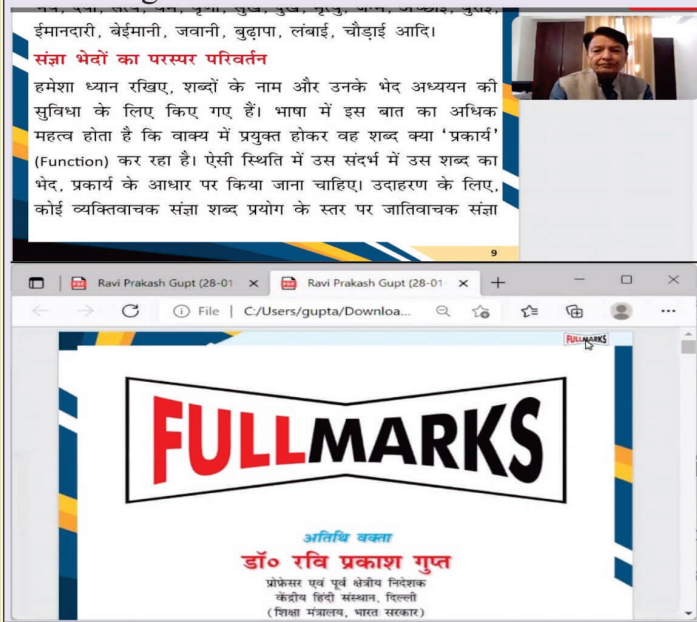 ईमानदारी, बेईमानी, जवानी, बुढ़ापा, लंबाई, चौड़ाई आदि।
संज्ञा भेदों का परस्पर परिवर्तन
हमेशा ध्यान रखिए, शब्दों के नाम और उनके भेद अध्ययन की
सुविधा के लिए किए गए हैं। भाषा में इस बात का अधिक
महत्व होता है कि वाक्य में प्रयुक्त होकर वह शब्द क्या ‘प्रकार्य’
(Function) कर रहा है। ऐसी स्थिति में उस संदर्भ में उस शब्द का
भेद, प्रकार्य के आधार पर किया जाना चाहिए। उदाहरण के लिए,
कोई व्यक्तिवाचक संज्ञा शब्द प्रयोग के स्तर पर जातिवाचक संज्ञा
9
Ravi Prakash Gupt (28-01
Ravi Prakash Gupt (28-01
File | C:/Users/gupta/Downloa...
FULLMARKS
FULLMARKS
अतिथि वक्ता
डॉ० रवि प्रकाश गुप्त
प्रोफ़ेसर एवं पूर्व क्षेत्रीय निदेशक
केंद्रीय हिंदी संस्थान, दिल्ली
(शिक्षा मंत्रालय, भारत सरकार)